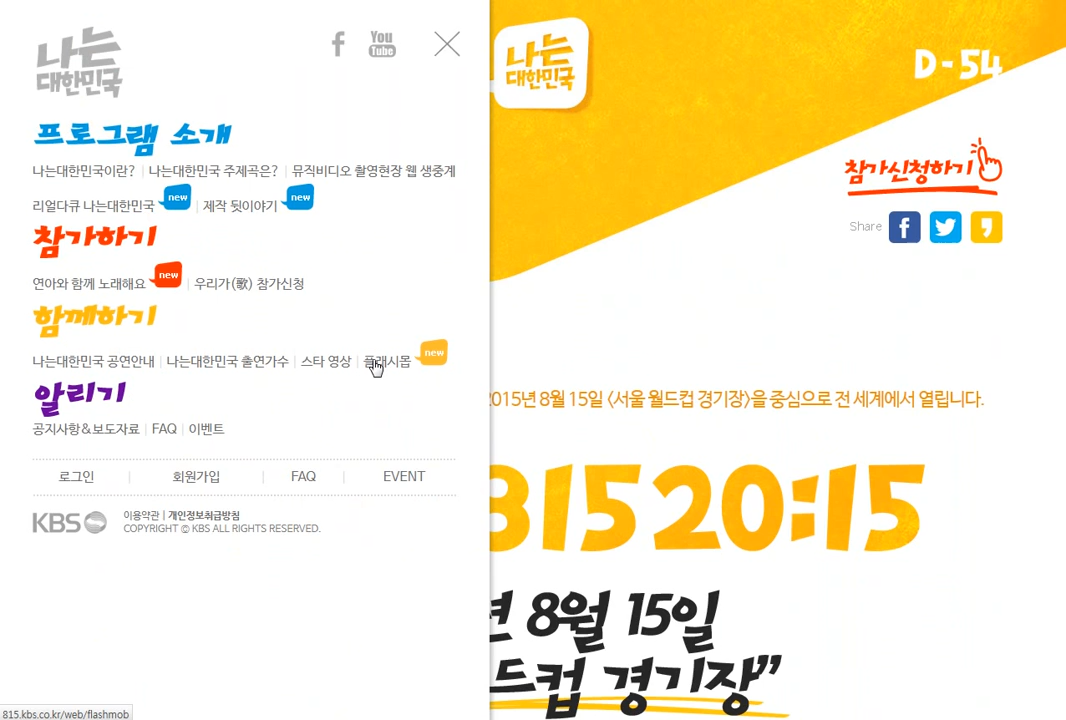 나는
대한민국
You
Tube
프로그램 소개
나는대한민국이란? | 나는대한민국 주제곡은? | 뮤직비디오 촬영현장 웹 생중계
리얼다큐 나는대한민국 new | 제작 뒷이야기 new
참가하기
연아와 함께 노래해요 new | 우리가(歌) 참가신청
함께하기
나는대한민국 공연안내 | 나는대한민국 출연가수 | 스타 영상 | 플래시몹 new
알리기
공지사항&보도자료 | FAQ | 이벤트
로그인 | 회원가입 | FAQ | EVENT
KBS
이용약관 | 개인정보취급방침
COPYRIGHT © KBS ALL RIGHTS RESERVED.
815.kbs.co.kr/web/flashmob
나는
대한민국
D-54
참가신청하기
Share
2015년 8월 15일 <서울 월드컵 경기장>을 중심으로 전 세계에서 열립니다.
815 20:15
년 8월 15일
드컵 경기장”